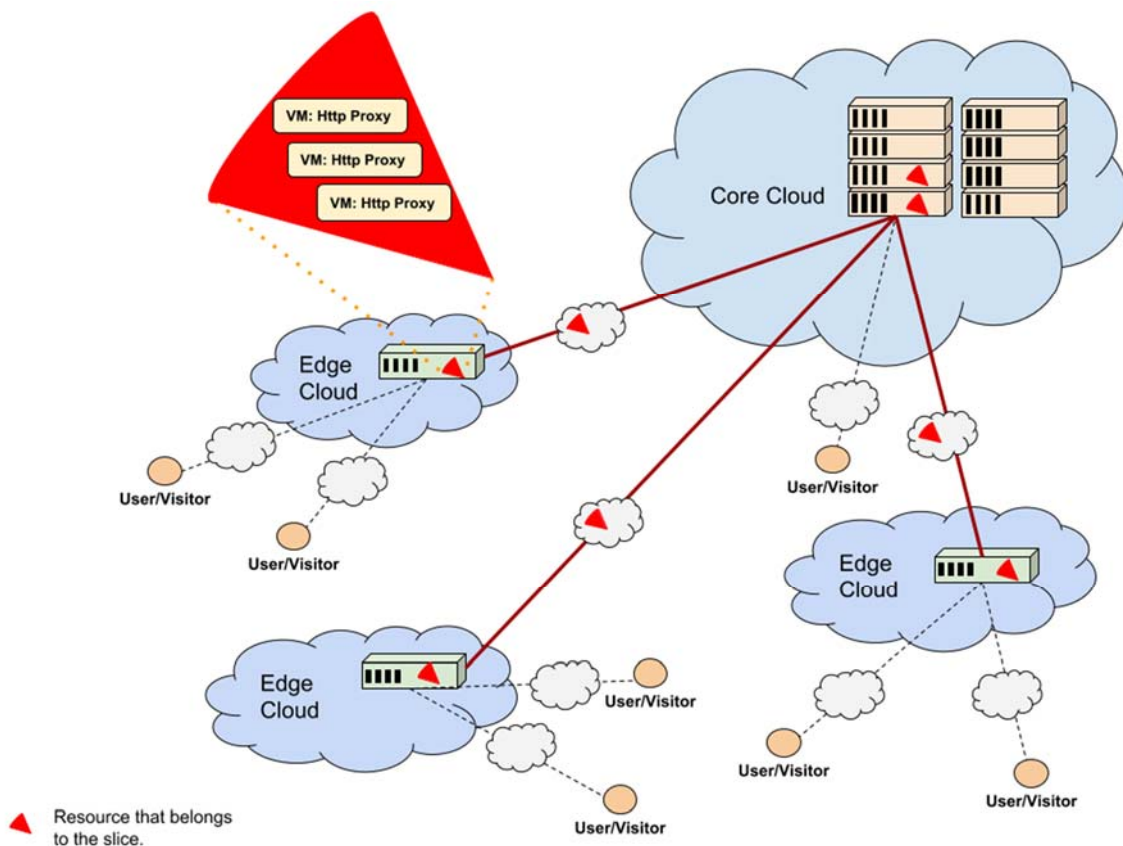 VM: Http Proxy
VM: Http Proxy
VM: Http Proxy
Core Cloud
Edge
Cloud
User/Visitor
User/Visitor
User/Visitor
Edge
Cloud
Edge
Cloud
User/Visitor
User/Visitor
User/Visitor
User/Visitor
Resource that belongs
to the slice.